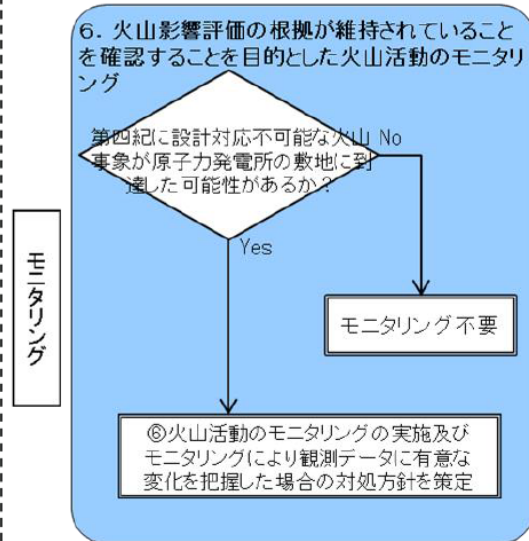 6. 火山影響評価の根拠が維持されていること
を確認することを目的とした火山活動のモニタリ
ング
第四紀に設計対応不可能な火山
事象が原子力発電所の敷地に到
達した可能性があるか?
No
Yes
モニタリング
モニタリング不要
⑥火山活動のモニタリングの実施及び
モニタリングにより観測データに有意な
変化を把握した場合の対処方針を策定